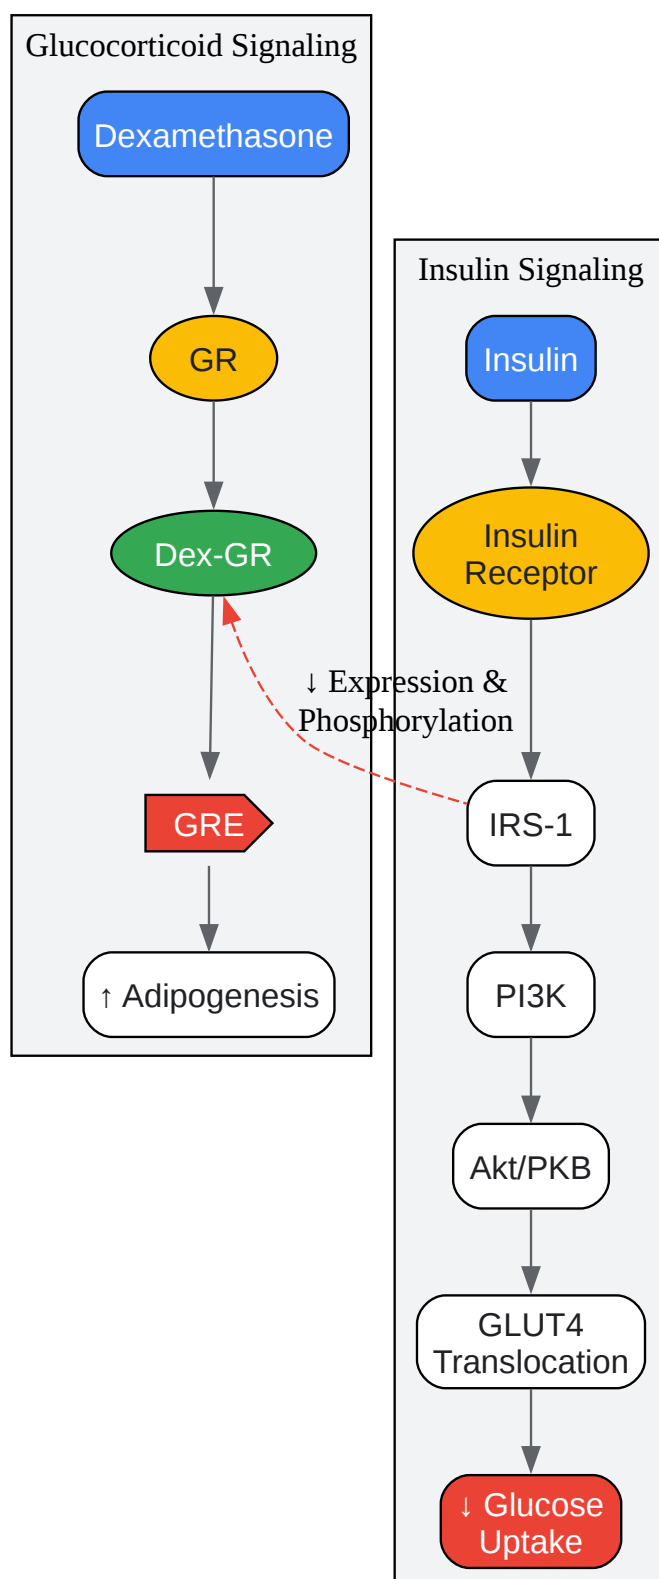 Glucocorticoid Signaling
Dexamethasone
GR
Dex-GR
GRE
↑ Adipogenesis
↓ Expression &
Phosphorylation
Insulin Signaling
Insulin
Insulin
Receptor
IRS-1
PI3K
Akt/PKB
GLUT4
Translocation
↓ Glucose
Uptake